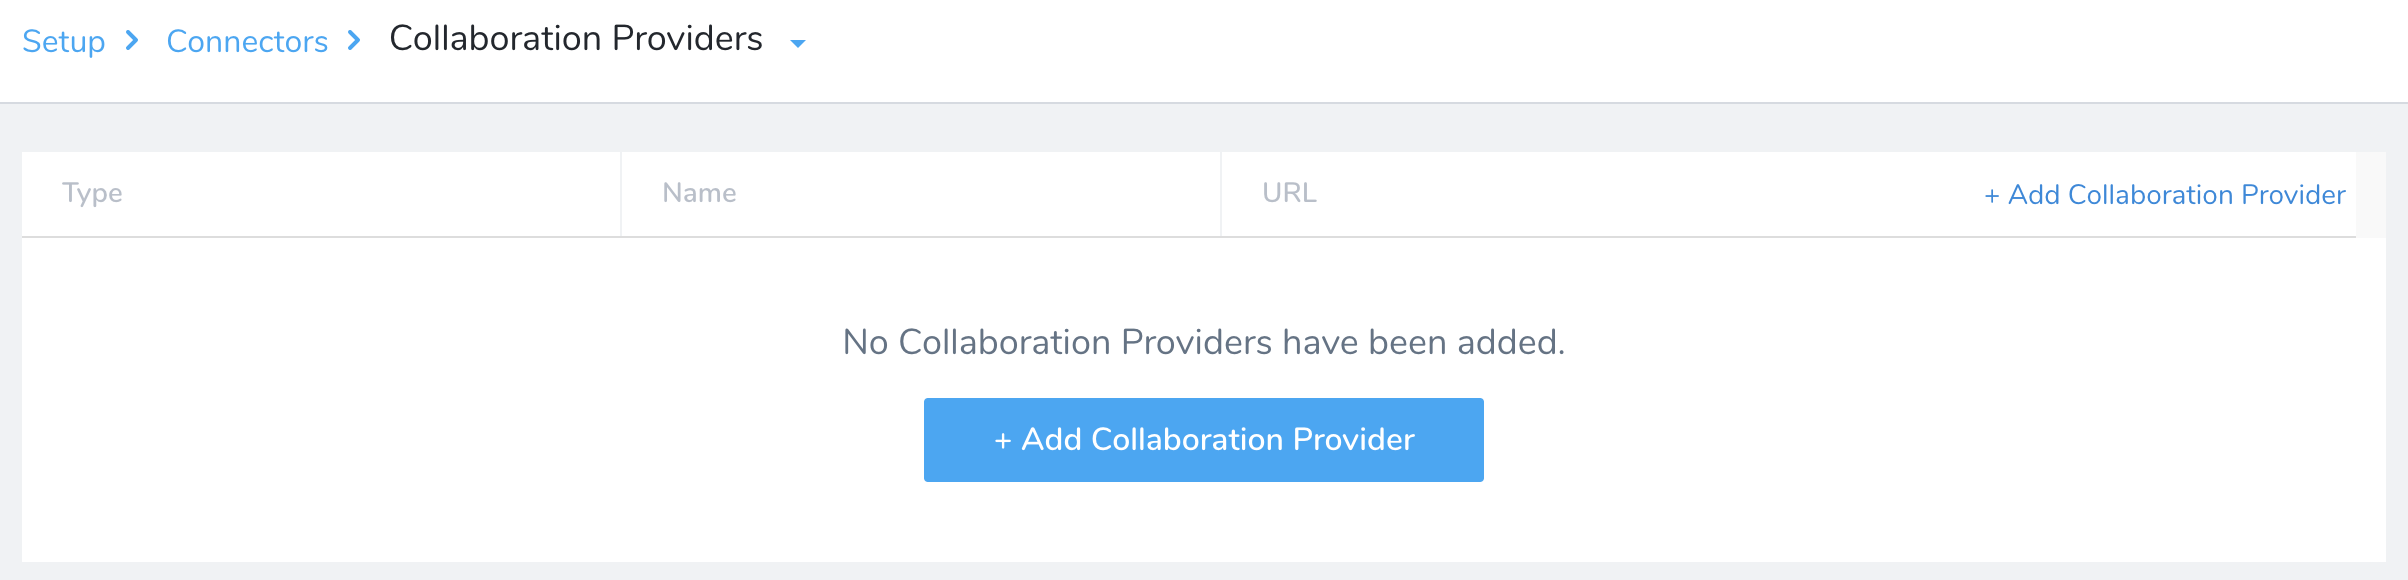 Setup > Connectors > Collaboration Providers
Type Name URL + Add Collaboration Provider
No Collaboration Providers have been added.
+ Add Collaboration Provider